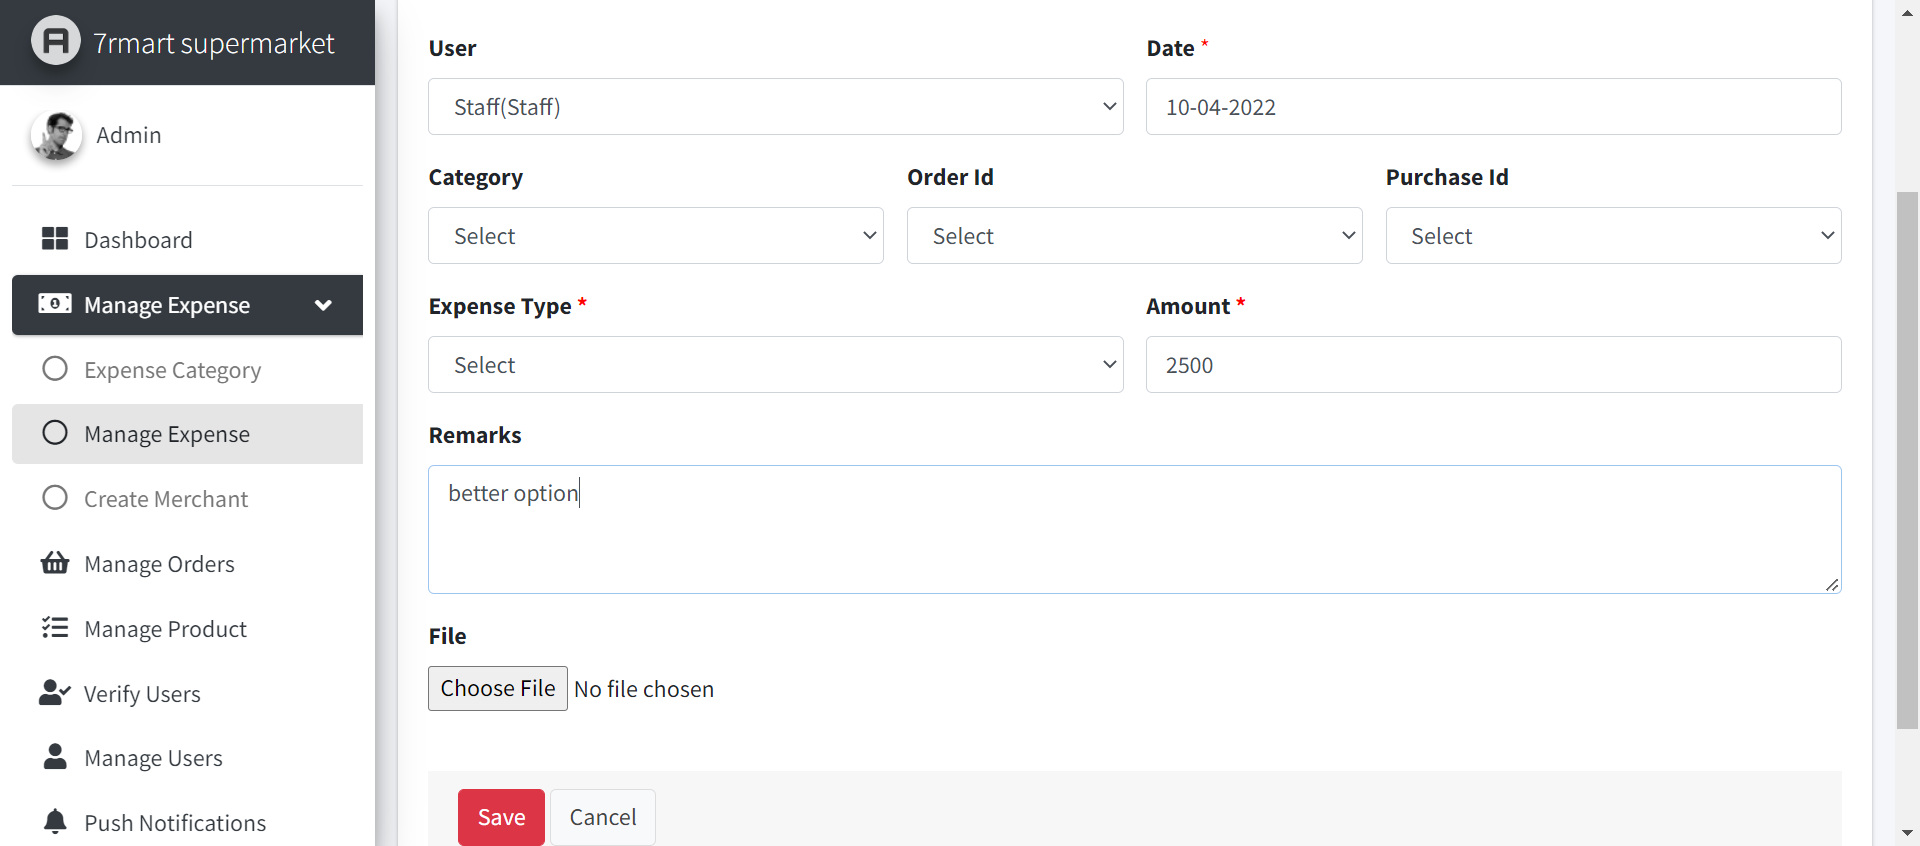 7rmart supermarket
Admin
Dashboard
Manage Expense
Expense Category
Manage Expense
Create Merchant
Manage Orders
Manage Product
Verify Users
Manage Users
Push Notifications
User
Date *
Staff(Staff)
10-04-2022
Category
Order Id
Purchase Id
Select
Select
Select
Expense Type *
Amount *
Select
2500
Remarks
better option
File
Choose File No file chosen
Save
Cancel